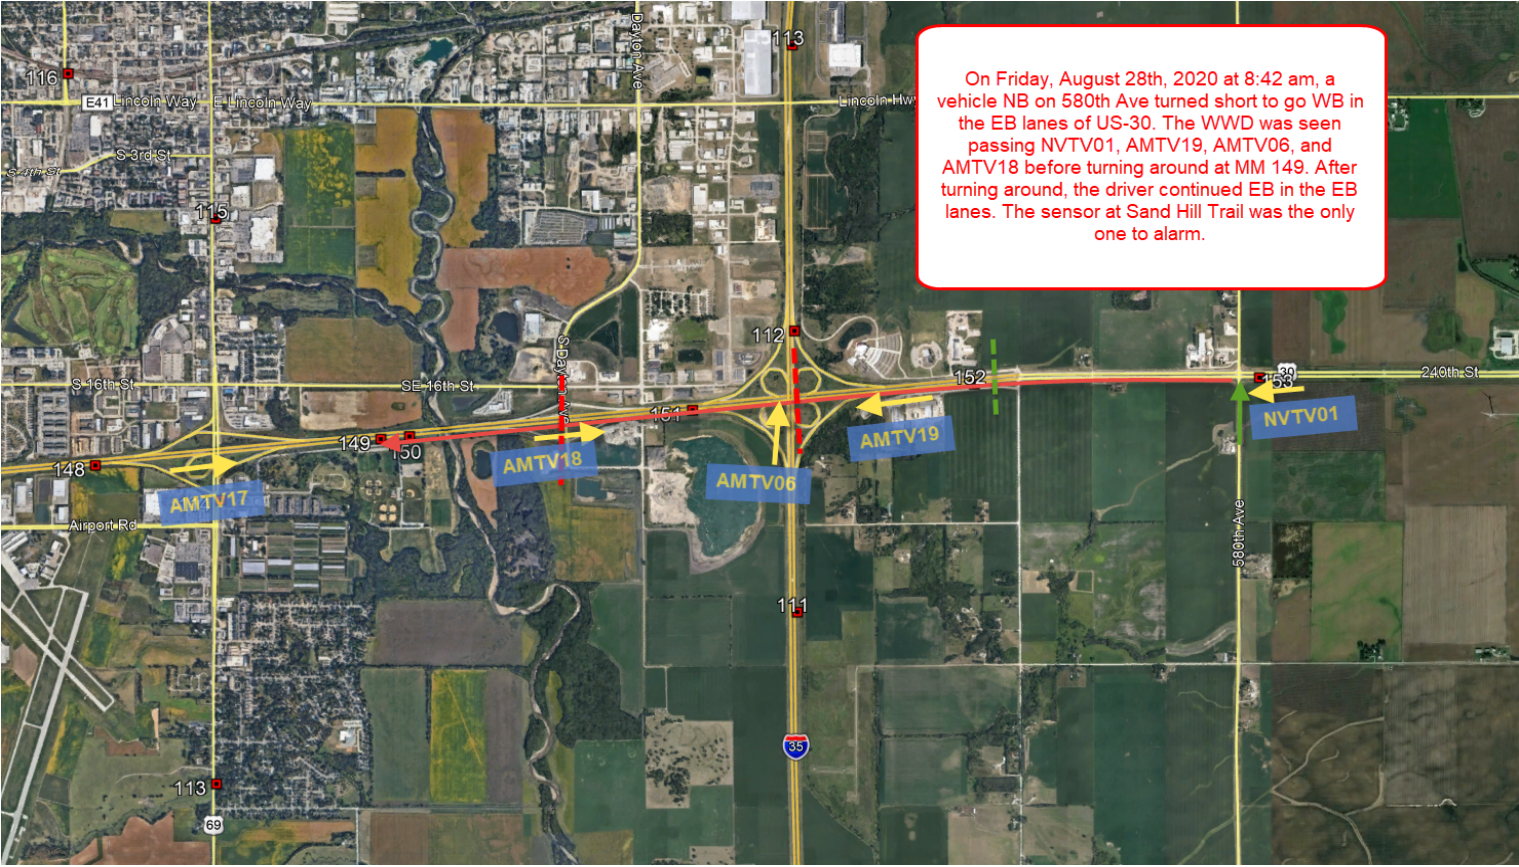 113
Dayton Ave
116
E41
Lincoln Way
E Lincoln Way
Lincoln Hwy
On Friday, August 28th, 2020 at 8:42 am, a
vehicle NB on 580th Ave turned short to go WB in
the EB lanes of US-30. The WWD was seen
passing NVTV01, AMTV19, AMTV06, and
AMTV18 before turning around at MM 149. After
turning around, the driver continued EB in the EB
lanes. The sensor at Sand Hill Trail was the only
one to alarm.
S 3rd St
S 4th St
115
112
S 16th St
SE 16th St
152
30
153
240th St
151
NVTV01
149
150
AMTV19
148
AMTV18
AMTV06
AMTV17
Airport Rd
580th Ave
111
35
113
69